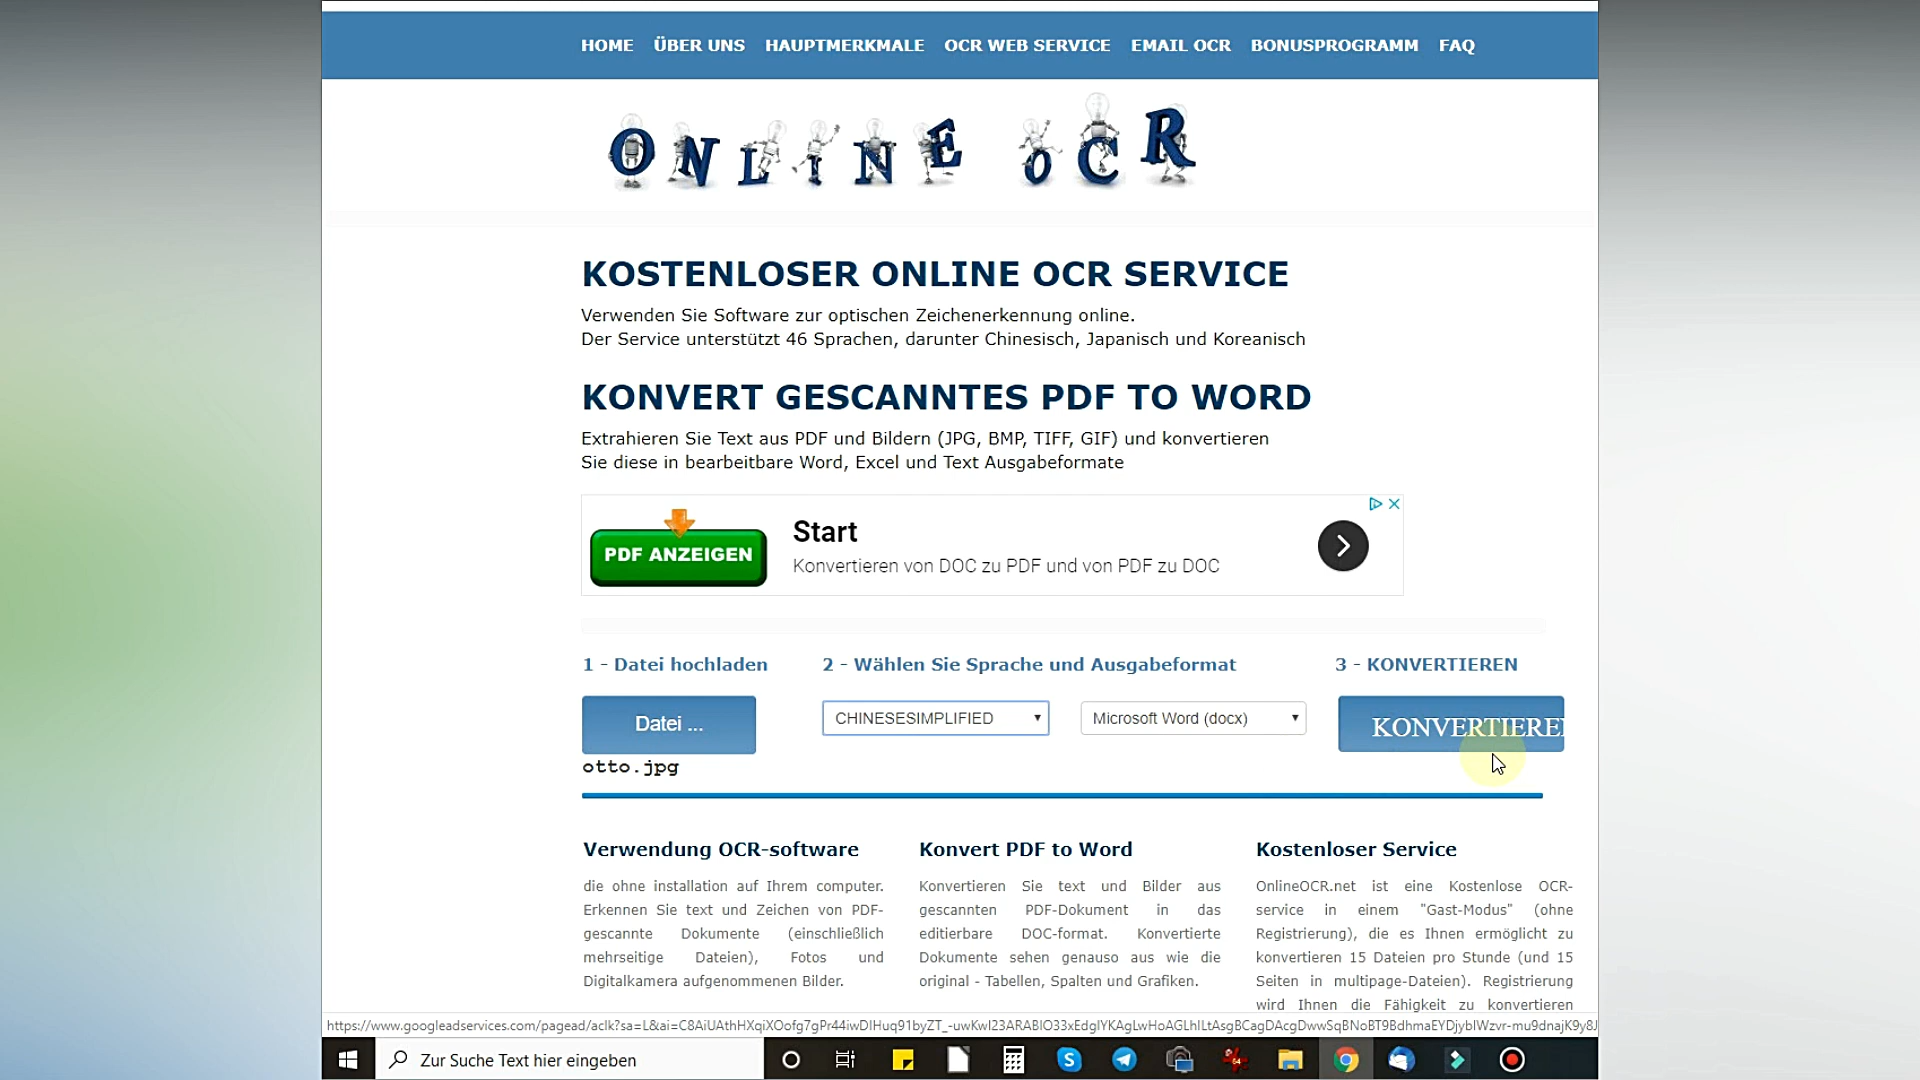 HOME ÜBER UNS HAUPTMERKMALE OCR WEB SERVICE EMAIL OCR BONUSPROGRAMM FAQ
ONLINE OCR
KOSTENLOSER ONLINE OCR SERVICE
Verwenden Sie Software zur optischen Zeichenerkennung online.
Der Service unterstützt 46 Sprachen, darunter Chinesisch, Japanisch und Koreanisch
KONVERT GESCANNTES PDF TO WORD
Extrahieren Sie Text aus PDF und Bildern (JPG, BMP, TIFF, GIF) und konvertieren
Sie diese in bearbeitbare Word, Excel und Text Ausgabeformate
PDF ANZEIGEN
Start
Konvertieren von DOC zu PDF und von PDF zu DOC
1 - Datei hochladen
2 - Wählen Sie Sprache und Ausgabeformat
3 - KONVERTIEREN
Datei ...
CHINESESIMPLIFIED
Microsoft Word (docx)
KONVERTIEREN
otto.jpg
Verwendung OCR-software
die ohne installation auf Ihrem computer.
Erkennen Sie text und Zeichen von PDF-
gescannte Dokumente (einschließlich
mehrseitige Dateien), Fotos und
Digitalkamera aufgenommenen Bilder.
Konvert PDF to Word
Konvertieren Sie text und Bilder aus
gescannten PDF-Dokument in das
editierbare DOC-format. Konvertierte
Dokumente sehen genauso aus wie die
original - Tabellen, Spalten und Grafiken.
Kostenloser Service
OnlineOCR.net ist eine Kostenlose OCR-
service in einem "Gast-Modus" (ohne
Registrierung), die es Ihnen ermöglicht zu
konvertieren 15 Dateien pro Stunde (und 15
Seiten in multipage-Dateien). Registrierung
wird Ihnen die Fähigkeit zu konvertieren
Zur Suche Text hier eingeben